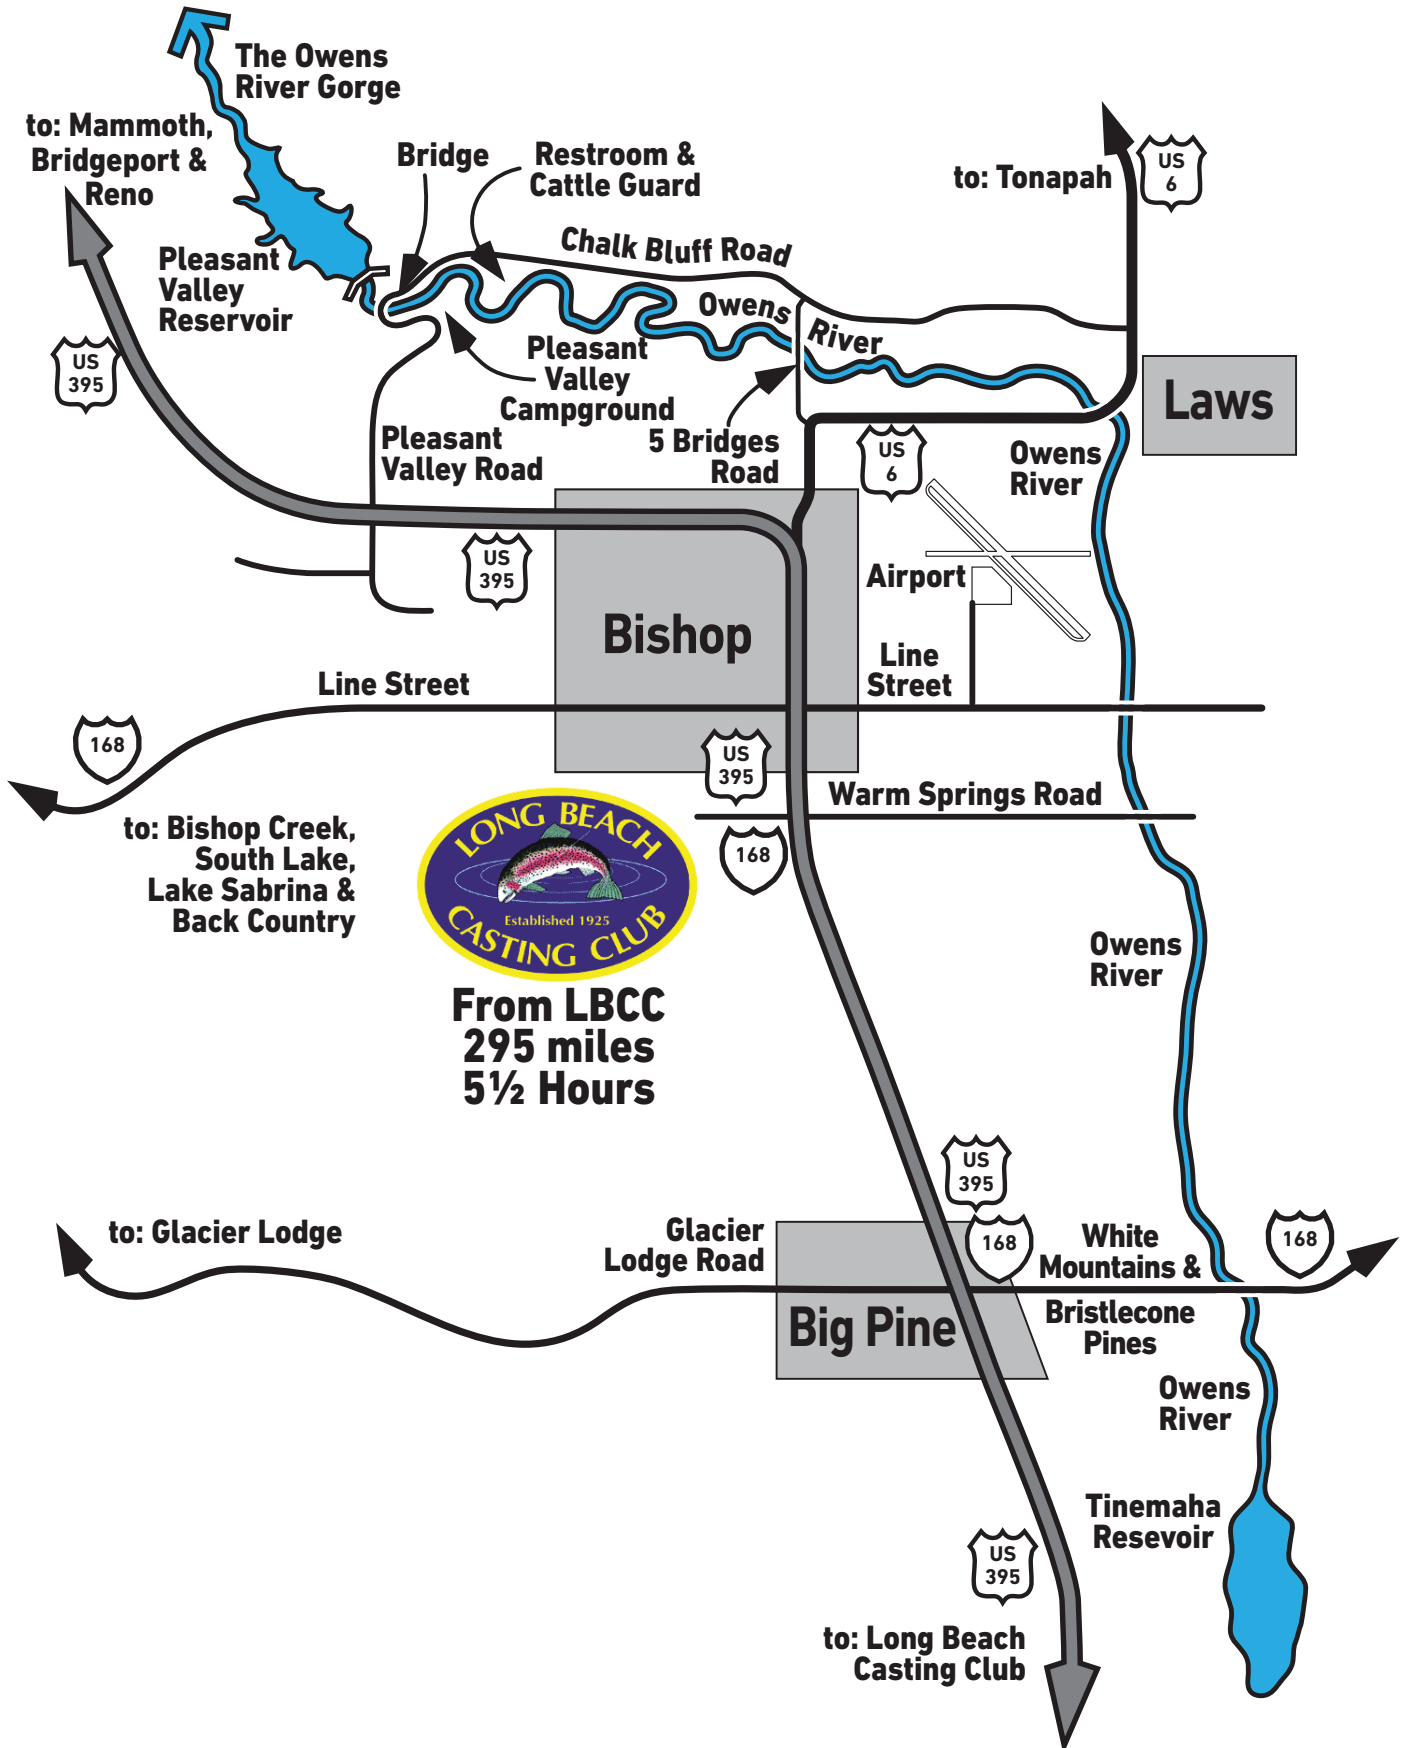 The Owens
River Gorge
to: Mammoth,
Bridgeport &
Reno
Bridge
Restroom &
Cattle Guard
to: Tonapah
US
6
Chalk Bluff Road
Pleasant
Valley
Reservoir
Owens
River
US
395
Pleasant
Valley
Campground
Laws
Pleasant
Valley Road
5 Bridges
Road
US
6
Owens
River
US
395
Airport
Bishop
Line
Street
Line Street
168
US
395
Warm Springs Road
to: Bishop Creek,
South Lake,
Lake Sabrina &
Back Country
LONG BEACH
Established 1925
CASTING CLUB
168
From LBCC
295 miles
5½ Hours
Owens
River
US
395
to: Glacier Lodge
Glacier
Lodge Road
168
White
Mountains &
168
Big Pine
Bristlecone
Pines
Owens
River
Tinemaha
Resevoir
US
395
to: Long Beach
Casting Club